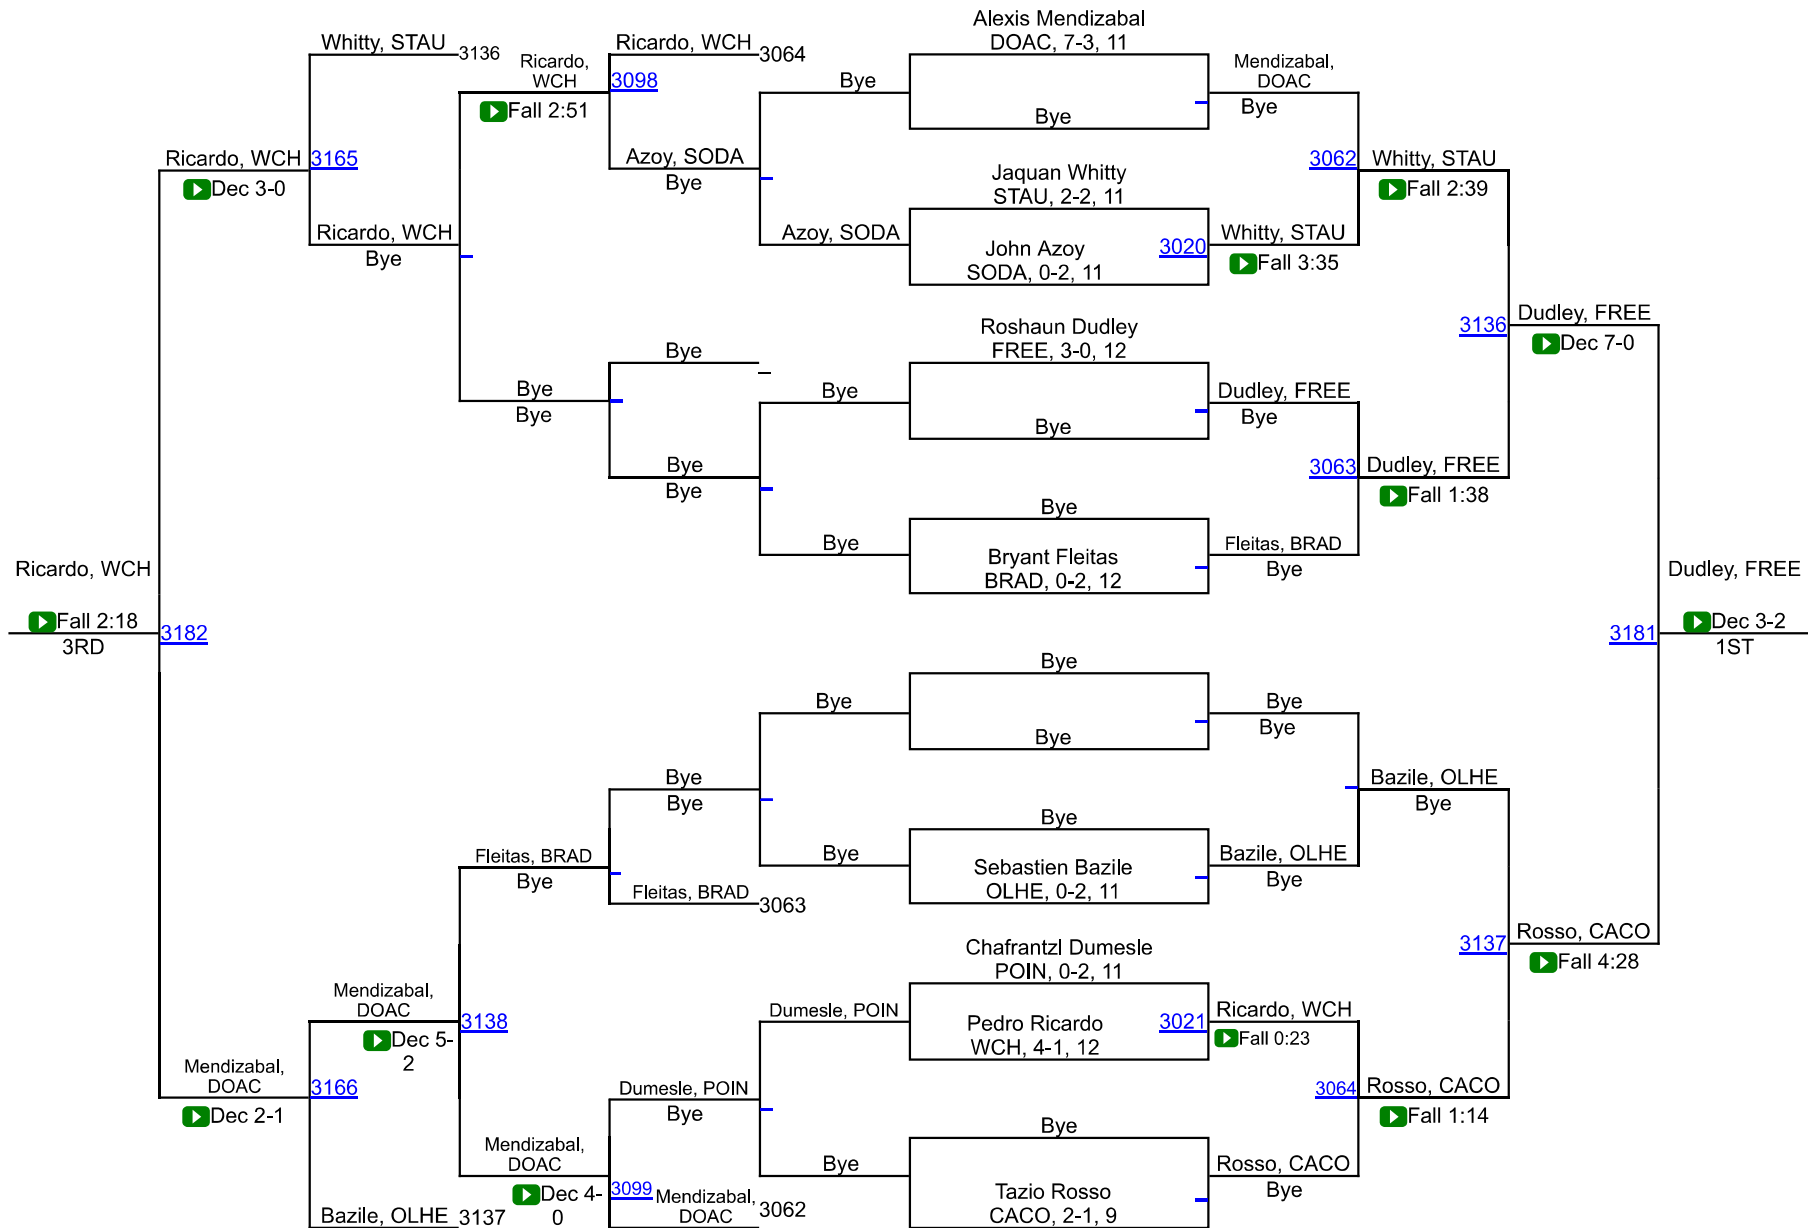 Alexis Mendizabal
DOAC, 7-3, 11
Whitty, STAU
3136
Ricardo,
WCH
Fall 2:51
Ricardo, WCH
3064
3098
Bye
Bye
Mendizabal,
DOAC
Bye
Ricardo, WCH
3165
Dec 3-0
Azoy, SODA
Bye
Jaquan Whitty
STAU, 2-2, 11
3062
Whitty, STAU
Fall 2:39
Ricardo, WCH
Bye
Azoy, SODA
John Azoy
SODA, 0-2, 11
3020
Whitty, STAU
Fall 3:35
Roshaun Dudley
FREE, 3-0, 12
3136
Dudley, FREE
Dec 7-0
Bye
Bye
Bye
Bye
Bye
Dudley, FREE
Bye
Bye
Bye
3063
Dudley, FREE
Fall 1:38
Bye
Bye
Bryant Fleitas
BRAD, 0-2, 12
Fleitas, BRAD
Bye
Ricardo, WCH
Fall 2:18
3RD
3182
Dudley, FREE
3181
Dec 3-2
1ST
Bye
Bye
Bye
Bye
Bye
Bye
Bye
Bazile, OLHE
Bye
Bye
Bye
Sebastien Bazile
OLHE, 0-2, 11
Bazile, OLHE
Bye
Fleitas, BRAD
Bye
Fleitas, BRAD
3063
Chafrantzl Dumesle
POIN, 0-2, 11
3137
Rosso, CACO
Fall 4:28
Mendizabal,
DOAC
Dec 5-
2
3138
Dumesle, POIN
Pedro Ricardo
WCH, 4-1, 12
3021
Ricardo, WCH
Fall 0:23
Mendizabal,
DOAC
Dec 2-1
3166
Dumesle, POIN
Bye
3064
Rosso, CACO
Fall 1:14
Bye
Mendizabal,
DOAC
Dec 4-
0
3099
Mendizabal,
DOAC
3062
Bye
Tazio Rosso
CACO, 2-1, 9
Rosso, CACO
Bye
Bazile, OLHE
3137